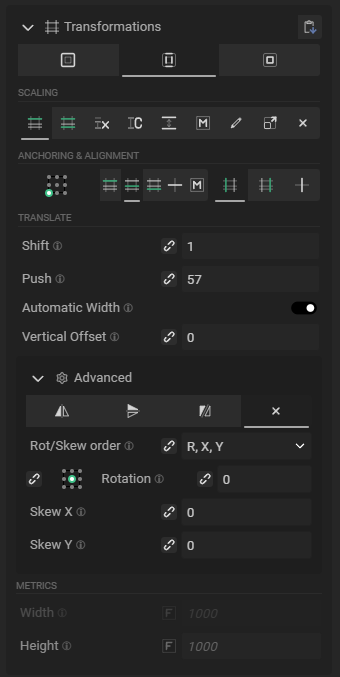 Transformations
SCALING
x C M
ANCHORING & ALIGNMENT
M
TRANSLATE
Shift 1
Push 57
Automatic Width
Vertical Offset 0
Advanced
Rot/Skew order R, X, Y
Rotation 0
Skew X 0
Skew Y 0
METRICS
Width F 1000
Height F 1000